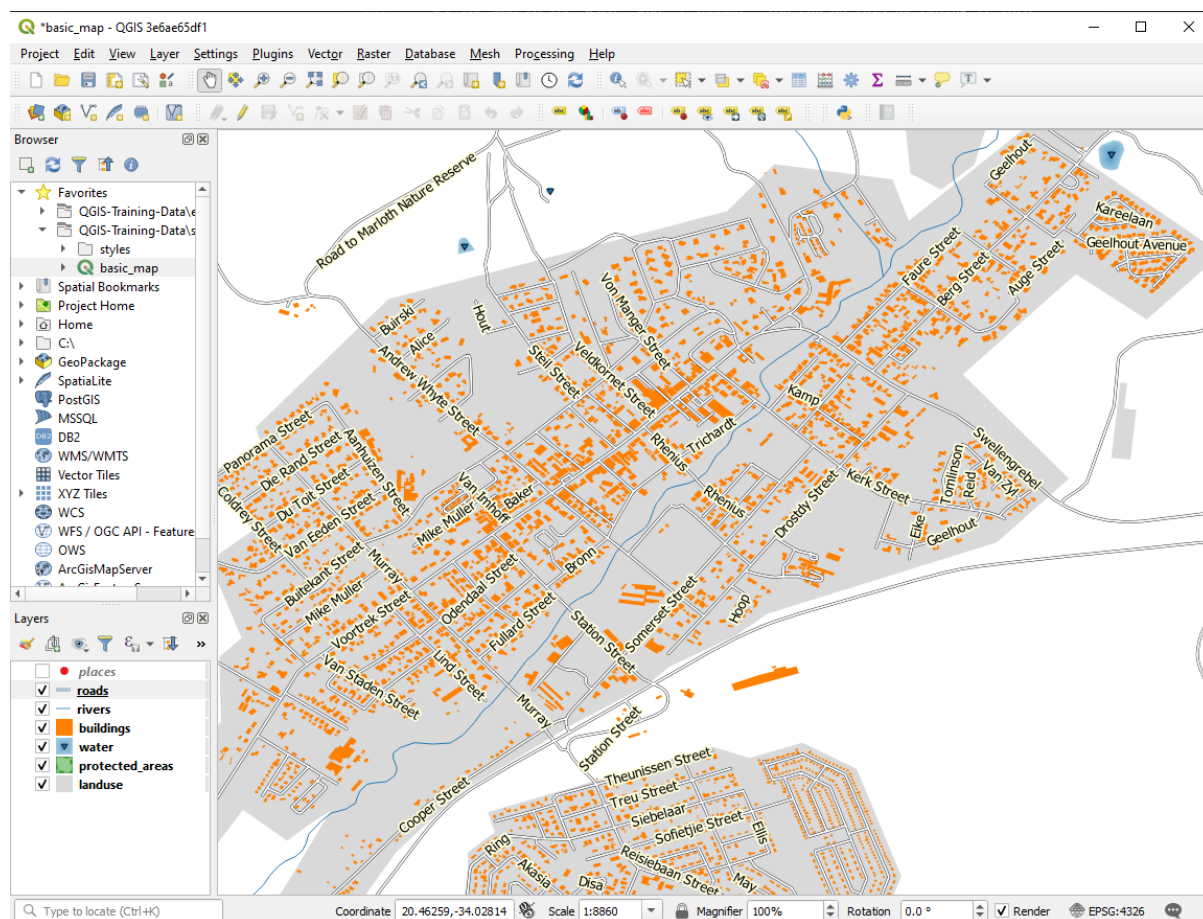 *basic_map - QGIS 3e6ae65df1
Project Edit View Layer Settings Plugins Vector Raster Database Mesh Processing Help
Browser
Favorites
QGIS-Training-Data\e
QGIS-Training-Data\s
styles
basic_map
Spatial Bookmarks
Project Home
Home
C:\
GeoPackage
SpatiaLite
PostGIS
MSSQL
DB2
WMS/WMTS
Vector Tiles
XYZ Tiles
WCS
WFS / OGC API - Feature
OWS
ArcGisMapServer
Layers
places
roads
rivers
buildings
water
protected_areas
landuse
Road to Marloth Nature Reserve
Geelhout
Kareelaan
Geelhout Avenue
Faure Street
Berg Street
Auge Street
Von Manger Street
Hout
Buirski
Alice
Andrew Whyte Street
Steil Street
Veldkornet Street
Kamp
Trichardt
Rhenius
Panorama Street
Die Rand Street
Aanhuizen Street
Du Toit Street
Coldrey Street
Van Eeden Street
Van Imhoff
Baker
Mike Muller
Rhenius
Drostdy Street
Kerk Street
Swellengrebel
Tomlinson
Reid
Van Zyl
Eike
Geelhout
Buitekant Street
Murray
Mike Muller
Voortrek Street
Odendaal Street
Bronn
Fullard Street
Station Street
Somerset Street
Hoop
Van Staden Street
Lind Street
Murray
Station Street
Cooper Street
Theunissen Street
Treu Street
Siebelaar
Sofietjie Street
Ellis
Ring
Reisiebaan Street
Akasia
Disa
May
Type to locate (Ctrl+K)
Coordinate 20.46259,-34.02814 Scale 1:8860 Magnifier 100% Rotation 0.0 ° Render EPSG:4326